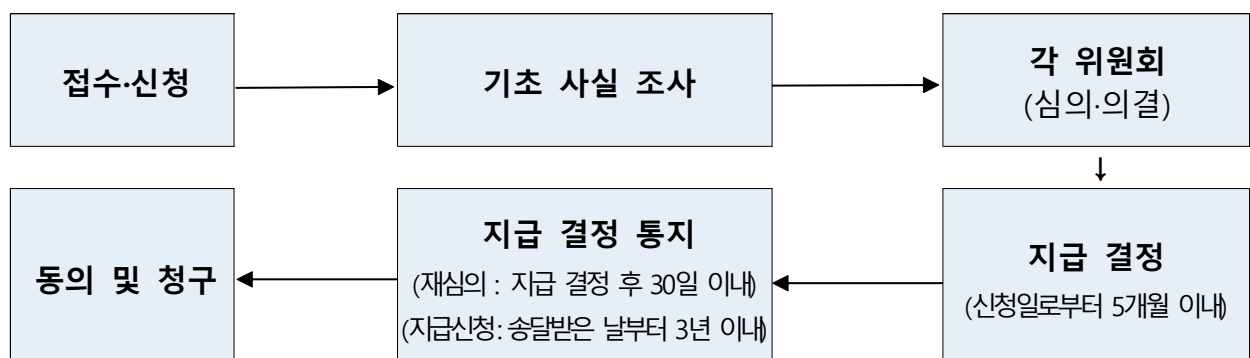 접수·신청
기초 사실 조사
각 위원회
(심의·의결)
↓
지급 결정
(신청일로부터 5개월 이내)
지급 결정 통지
(재심의 : 지급 결정 후 30일 이내)
(지급신청: 송달받은 날부터 3년 이내)
동의 및 청구